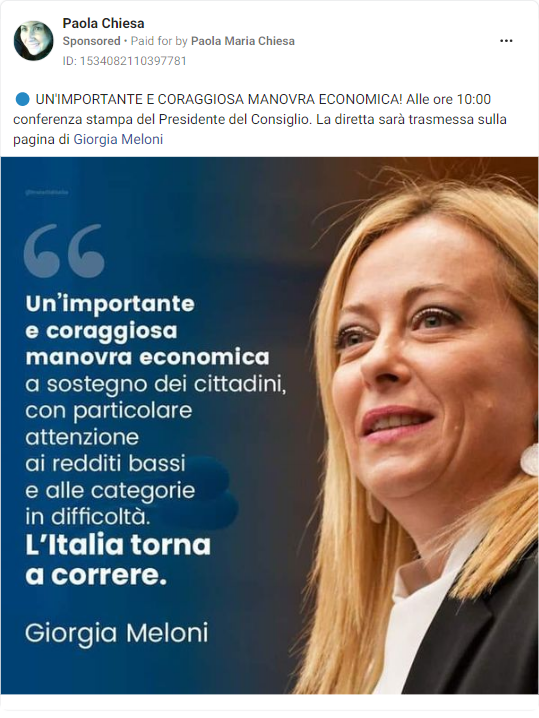 Paola Chiesa
Sponsored • Paid for by Paola Maria Chiesa
ID: 1534082110397781
UN'IMPORTANTE E CORAGGIOSA MANOVRA ECONOMICA! Alle ore 10:00
conferenza stampa del Presidente del Consiglio. La diretta sarà trasmessa sulla
pagina di Giorgia Meloni
Un'importante
e coraggiosa
manovra economica
a sostegno dei cittadini,
con particolare
attenzione
ai redditi bassi
e alle categorie
in difficoltà.
L'Italia torna
a correre.
Giorgia Meloni